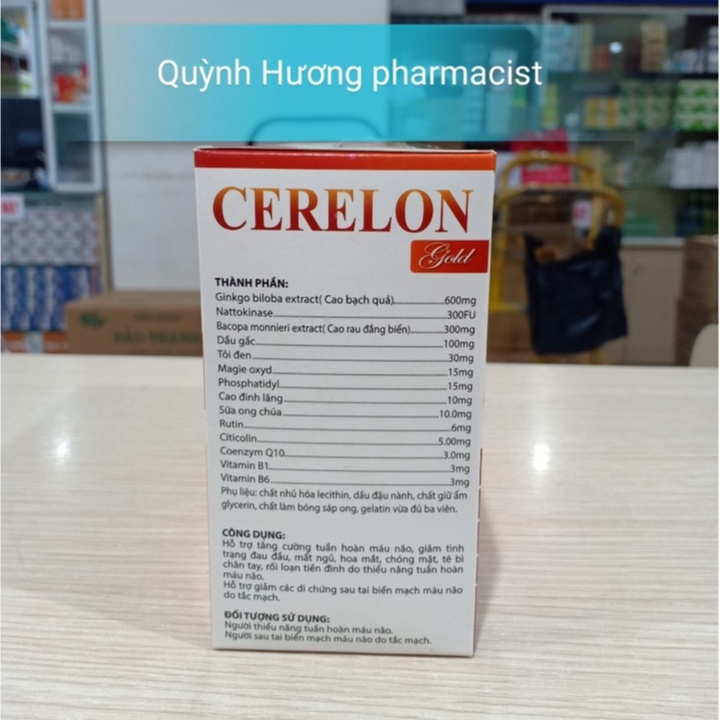 Quỳnh Hương pharmacist
CERELON
Gold
THÀNH PHẦN:
Ginkgo biloba extract( Cao bạch quả)...600mg
Nattokinase...300FU
Bacopa monnieri extract( Cao rau đắng biển)...300mg
Dầu gấc...100mg
Tỏi đen...30mg
Magie oxyd...15mg
Phosphatidyl...15mg
Cao đinh lăng...10mg
Sữa ong chúa...10.0mg
Rutin...6mg
Citicolin...5.00mg
Coenzym Q10...3.0mg
Vitamin B1...3mg
Vitamin B6...3mg
Phụ liệu: chất nhũ hóa lecithin, dầu đậu nành, chất giữ ẩm
glycerin, chất làm bóng sáp ong, gelatin vừa đủ ba viên.
CÔNG DỤNG:
Hỗ trợ tăng cường tuần hoàn máu não, giảm tình
trạng đau đầu, mất ngủ, hoa mắt, chóng mặt, tê bì
chân tay, rối loạn tiền đình do thiểu năng tuần hoàn
máu não.
Hỗ trợ giảm các di chứng sau tai biến mạch máu não
do tắc mạch.
ĐỐI TƯỢNG SỬ DỤNG:
Người thiểu năng tuần hoàn máu não.
Người sau tai biến mạch máu não do tắc mạch.